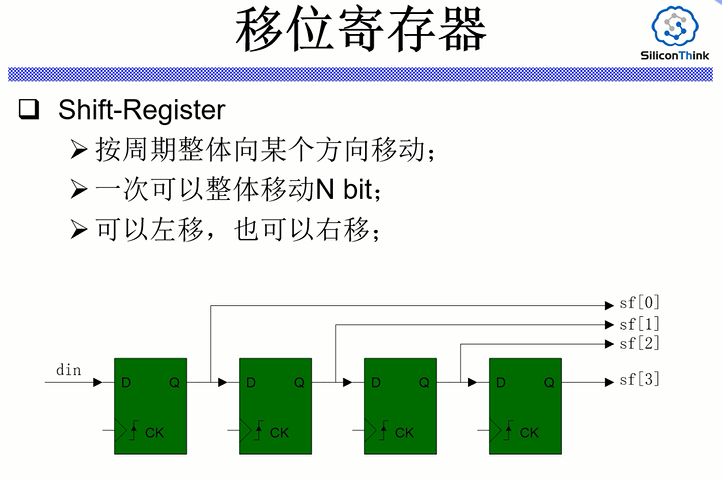 移位寄存器
SiliconThink
Shift-Register
按周期整体向某个方向移动；
一次可以整体移动N bit；
可以左移，也可以右移；
sf[0]
sf[1]
sf[2]
din
sf[3]
D Q D Q D Q D Q
CK CK CK CK